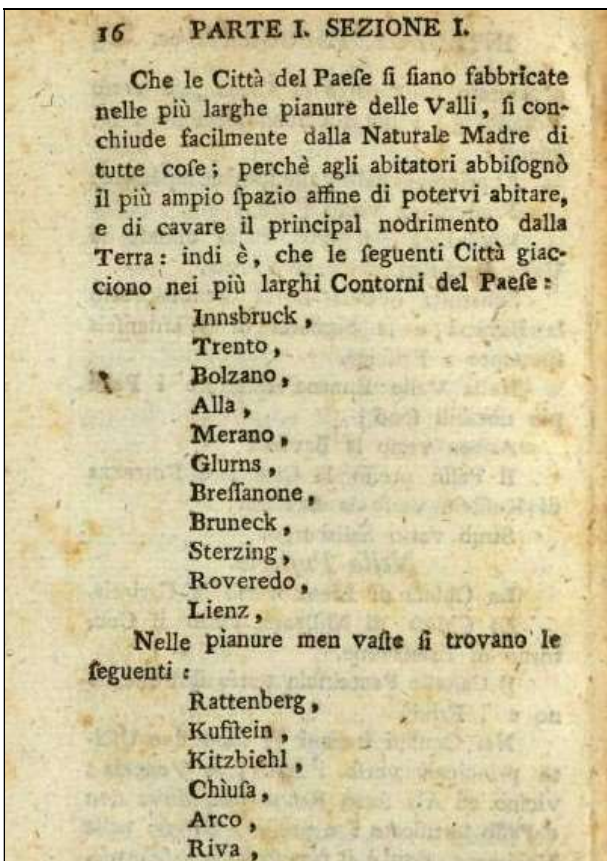 16 PARTE I. SEZIONE I.
Che le Città del Paeſe ſi ſiano fabbricate
nelle più larghe pianure delle Valli, ſi con-
chiude facilmente dalla Naturale Madre di
tutte coſe; perchè agli abitatori abbiſognò
il più ampio ſpazio affine di potervi abitare,
e di cavare il principal nodrimento dalla
Terra: indi è, che le ſeguenti Città giac-
ciono nei più larghi Contorni del Paeſe:
Innsbruck,
Trento,
Bolzano,
Alla,
Merano,
Glurns,
Breſſanone,
Bruneck,
Sterzing,
Roveredo,
Lienz,
Nelle pianure men vaſte ſi trovano le
ſeguenti:
Rattenberg,
Kufſtein,
Kitzbiehl,
Chiuſa,
Arco,
Riva,